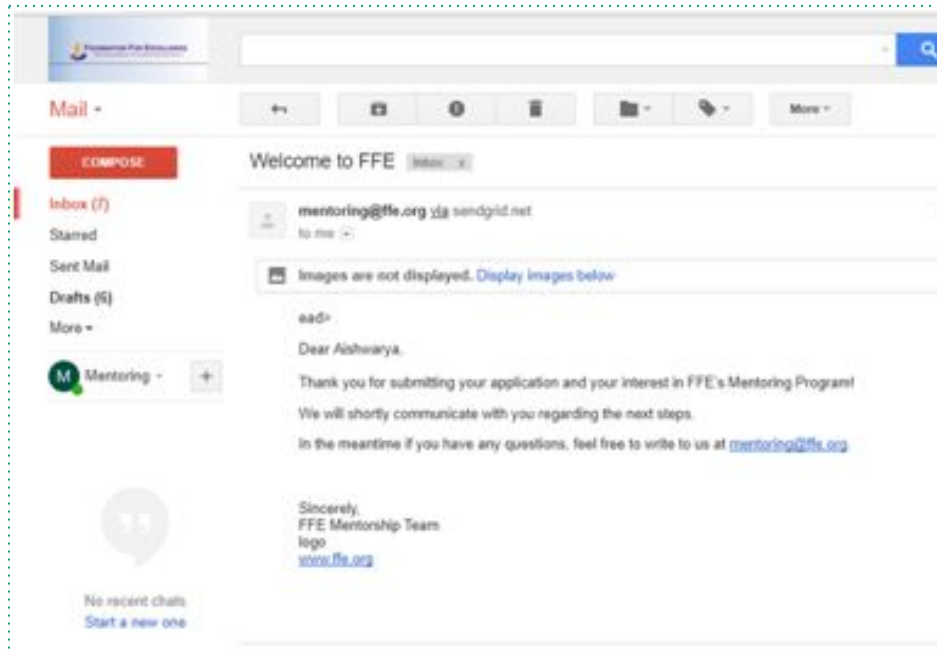 FOUNDATION FOR EXCELLENCE
Mail
More
COMPOSE
Welcome to FFE Inbox x
Inbox (7)
mentoring@ffe.org via sendgrid.net
to me
Starred
Sent Mail
Images are not displayed. Display images below
Drafts (6)
More
ead>
Dear Aishwarya,
Mentoring
M
Thank you for submitting your application and your interest in FFE's Mentoring Program!
We will shortly communicate with you regarding the next steps.
In the meantime if you have any questions, feel free to write to us at mentoring@ffe.org
Sincerely,
FFE Mentorship Team
logo
www.ffe.org
No recent chats
Start a new one